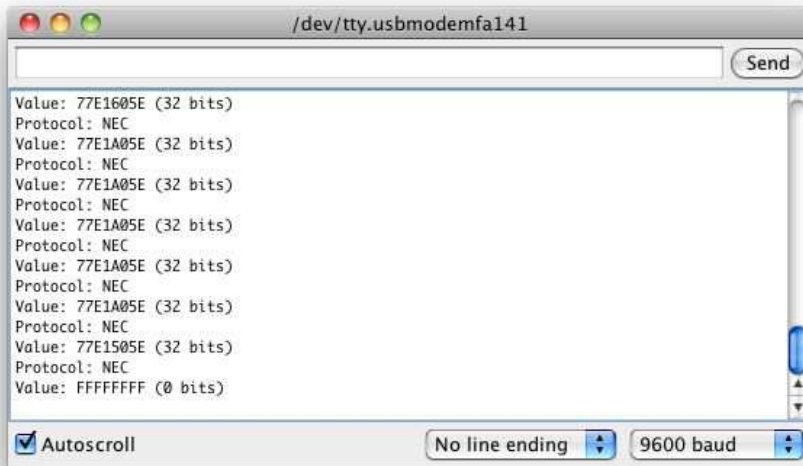 /dev/tty.usbmodemfa141
Send
Value: 77E1605E (32 bits)
Protocol: NEC
Value: 77E1A05E (32 bits)
Protocol: NEC
Value: 77E1A05E (32 bits)
Protocol: NEC
Value: 77E1A05E (32 bits)
Protocol: NEC
Value: 77E1A05E (32 bits)
Protocol: NEC
Value: 77E1A05E (32 bits)
Protocol: NEC
Value: 77E1505E (32 bits)
Protocol: NEC
Value: FFFFFFFF (0 bits)
Autoscroll No line ending 9600 baud